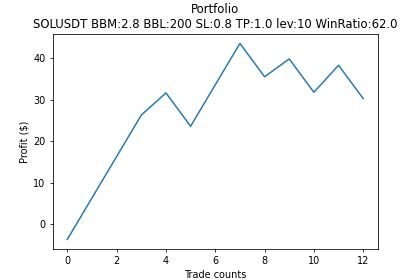 Portfolio
SOLUSDT BBM:2.8 BBL:200 SL:0.8 TP:1.0 lev:10 WinRatio:62.0
40
30
20
10
0
Profit ($)
0 2 4 6 8 10 12
Trade counts